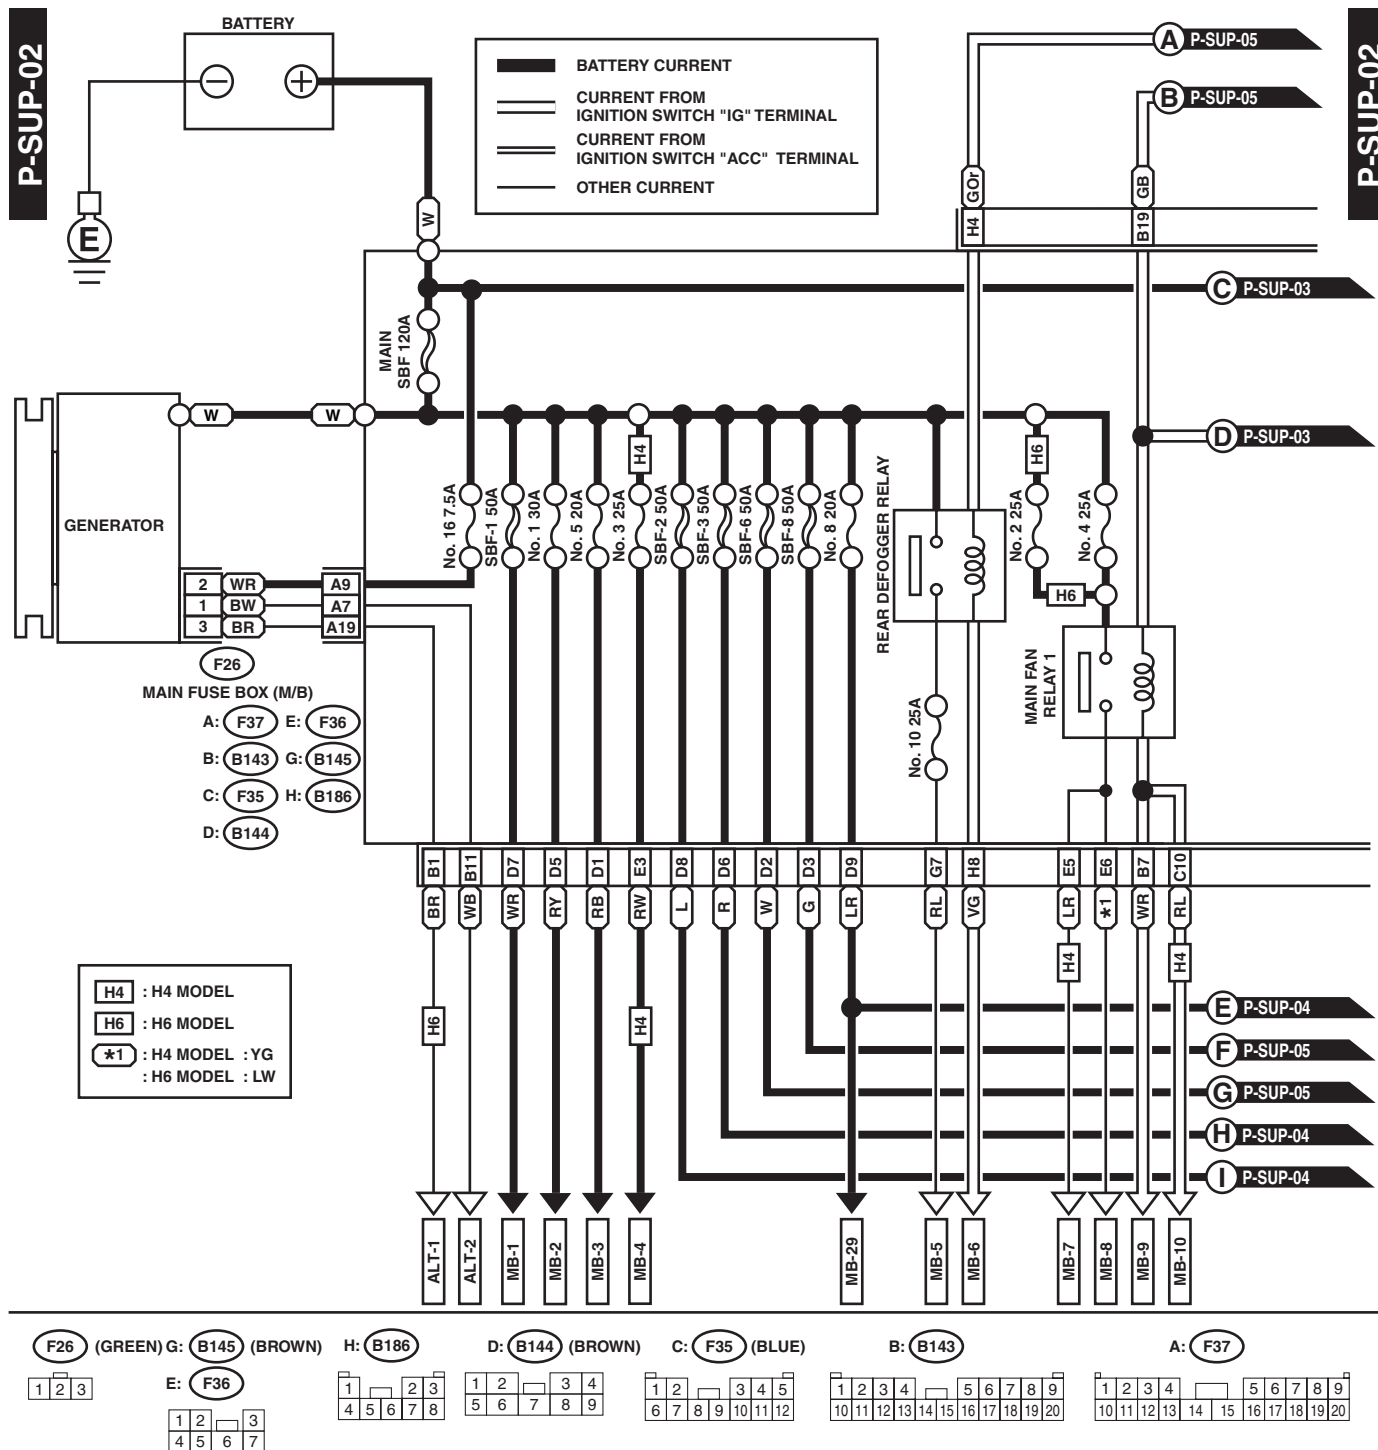 P-SUP-02
P-SUP-02
BATTERY
BATTERY CURRENT
CURRENT FROM
IGNITION SWITCH "IG" TERMINAL
CURRENT FROM
IGNITION SWITCH "ACC" TERMINAL
OTHER CURRENT
A P-SUP-05
B P-SUP-05
GOr
GB
H4
B19
W
E
C P-SUP-03
MAIN
SBF 120A
W
W
D P-SUP-03
H4
H6
GENERATOR
No. 16 7.5A
SBF-1 50A
No. 1 30A
No. 5 20A
No. 3 25A
SBF-2 50A
SBF-3 50A
SBF-6 50A
SBF-8 50A
No. 8 20A
REAR DEFOGGER RELAY
No. 2 25A
No. 4 25A
H6
2 WR A9
1 BW A7
3 BR A19
F26
MAIN FUSE BOX (M/B)
A: F37 E: F36
B: B143 G: B145
C: F35 H: B186
D: B144
MAIN FAN
RELAY 1
No. 10 25A
B1 B11 D7 D5 D1 E3 D8 D6 D2 D3 D9 G7 H8 E5 E6 B7 C10
BR WB WR RY RB RW L R W G LR RL VG LR *1 WR RL
H4
H4
H6
H4
H4 : H4 MODEL
H6 : H6 MODEL
*1 : H4 MODEL : YG
: H6 MODEL : LW
E P-SUP-04
F P-SUP-05
G P-SUP-05
H P-SUP-04
I P-SUP-04
ALT-1 ALT-2 MB-1 MB-2 MB-3 MB-4 MB-29 MB-5 MB-6 MB-7 MB-8 MB-9 MB-10
F26 (GREEN)
1 2 3
G: B145 (BROWN)
E: F36
1 2 3
4 5 6 7
H: B186
1 2 3
4 5 6 7 8
D: B144 (BROWN)
1 2 3 4
5 6 7 8 9
C: F35 (BLUE)
1 2 3 4 5
6 7 8 9 10 11 12
B: B143
1 2 3 4 5 6 7 8 9
10 11 12 13 14 15 16 17 18 19 20
A: F37
1 2 3 4 5 6 7 8 9
10 11 12 13 14 15 16 17 18 19 20